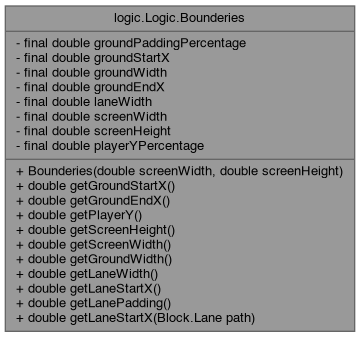 logic.Logic.Bounderies
- final double groundPaddingPercentage
- final double groundStartX
- final double groundWidth
- final double groundEndX
- final double laneWidth
- final double screenWidth
- final double screenHeight
- final double playerYPercentage
+ Bounderies(double screenWidth, double screenHeight)
+ double getGroundStartX()
+ double getGroundEndX()
+ double getPlayerY()
+ double getScreenHeight()
+ double getScreenWidth()
+ double getGroundWidth()
+ double getLaneWidth()
+ double getLaneStartX()
+ double getLanePadding()
+ double getLaneStartX(Block.Lane path)